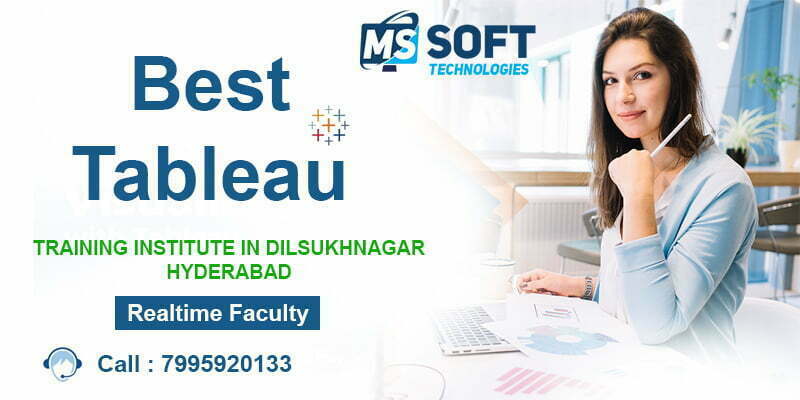 MS SOFT
TECHNOLOGIES
Best
Tableau
TRAINING INSTITUTE IN DILSUKHNAGAR
HYDERABAD
Realtime Faculty
Call : 7995920133